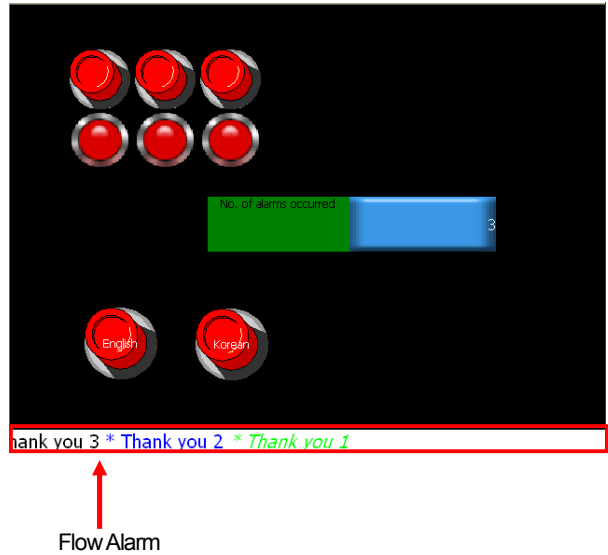 No. of alarms occurred
3
English
Korean
hank you 3 * Thank you 2 * Thank you 1
Flow Alarm